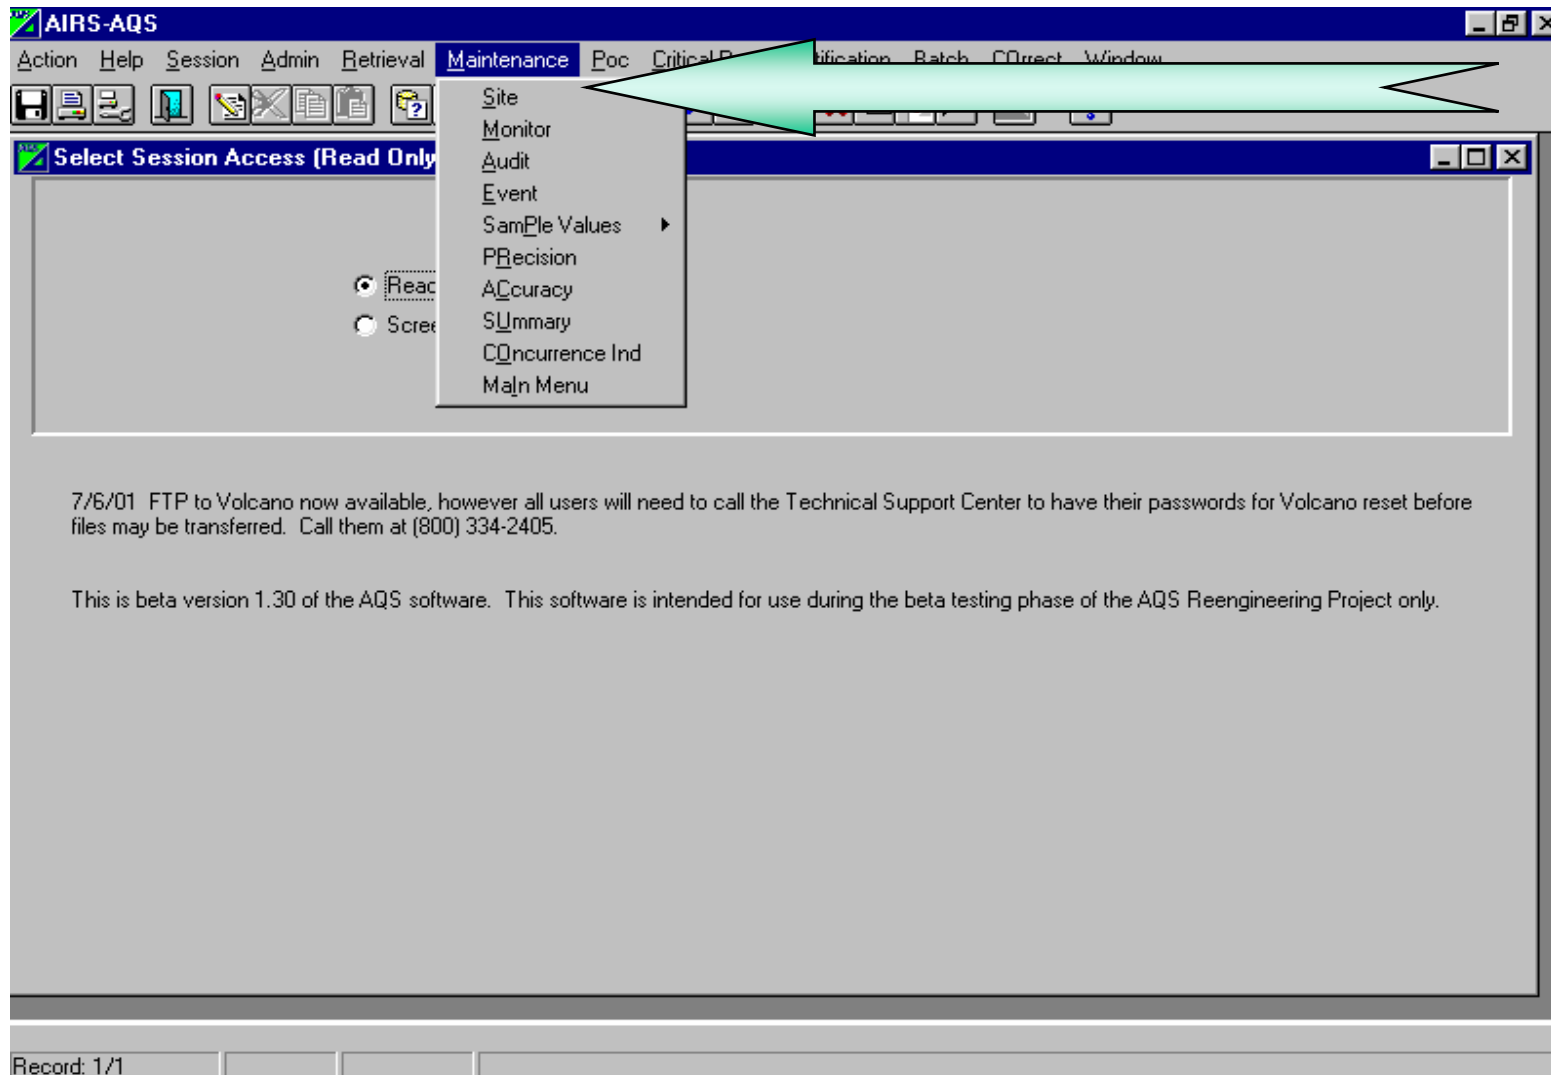 AIRS-AQS
Action Help Session Admin Retrieval Maintenance Poc Critical Batch COrrect Window
Site
Monitor
Audit
Event
SamPle Values
PRecision
ACcuracy
SUmmary
COncurrence Ind
MaIn Menu
Select Session Access (Read Only
7/6/01 FTP to Volcano now available, however all users will need to call the Technical Support Center to have their passwords for Volcano reset before
files may be transferred. Call them at (800) 334-2405.
This is beta version 1.30 of the AQS software. This software is intended for use during the beta testing phase of the AQS Reengineering Project only.
Record: 1/1